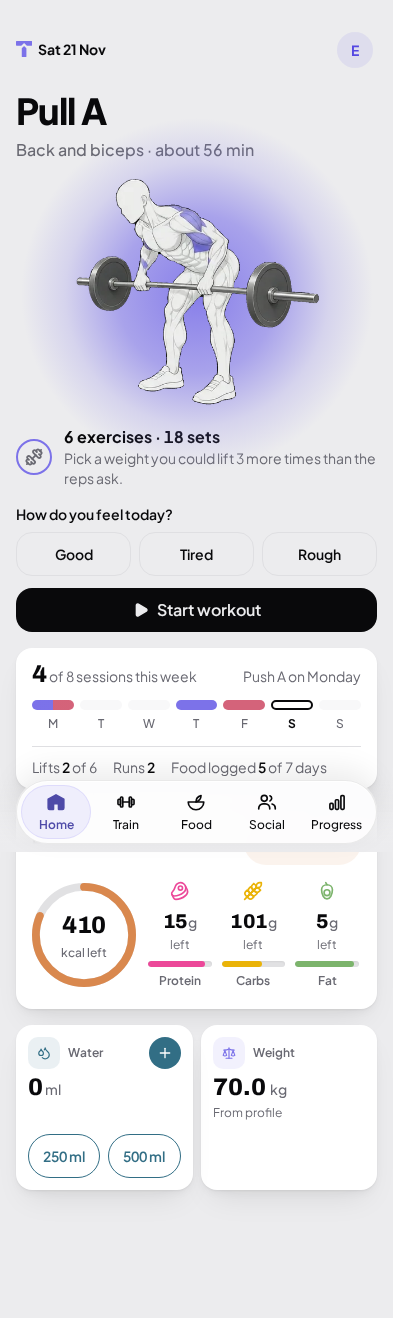 Sat 21 Nov
E
Pull A
Back and biceps · about 56 min
6 exercises · 18 sets
Pick a weight you could lift 3 more times than the
reps ask.
How do you feel today?
Good Tired Rough
Start workout
4 of 8 sessions this week Push A on Monday
M T W T F S S
Lifts 2 of 6 Runs 2 Food logged 5 of 7 days
Home Train Food Social Progress
410
kcal left
15g 101g 5g
left left left
Protein Carbs Fat
Water Weight
0 ml 70.0 kg
From profile
250 ml 500 ml